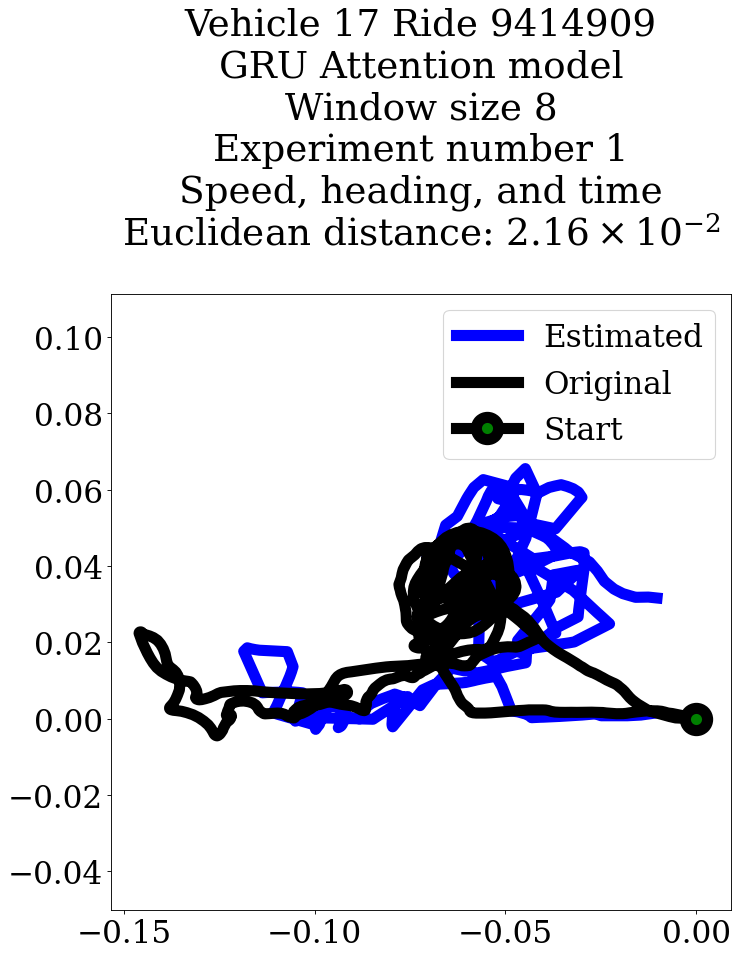 Vehicle 17 Ride 9414909
GRU Attention model
Window size 8
Experiment number 1
Speed, heading, and time
Euclidean distance: 2.16 × 10⁻²
Estimated
Original
Start
0.10
0.08
0.06
0.04
0.02
0.00
−0.02
−0.04
−0.15
−0.10
−0.05
0.00